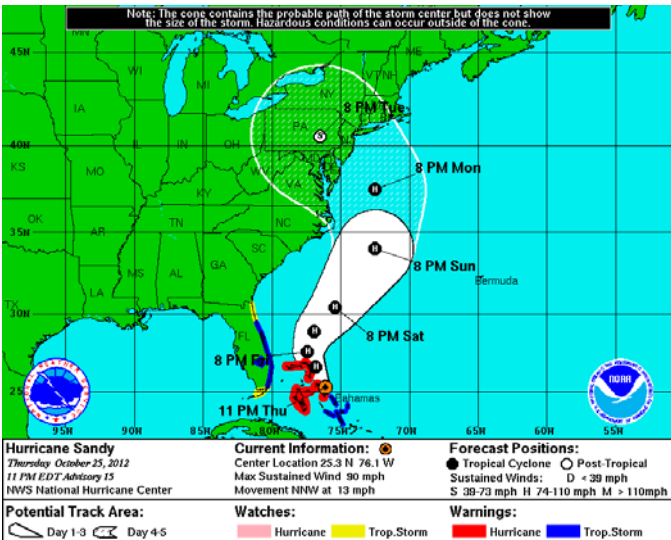 Note: The cone contains the probable path of the storm center but does not show
the size of the storm. Hazardous conditions can occur outside of the cone.
45N
ME
WI
VT
NH
MI
NY
8 PM Tue
IA
PA
S
40N
IL
IN
OH
NJ
KS
MO
VA
8 PM Mon
H
KY
OK
TN
NC
35N
AR
SC
H
8 PM Sun
MS
AL
GA
Bermuda
TX
LA
H
30N
8 PM Sat
FL
H
8 PM Fri
H
H
NOAA
25N
11 PM Thu
Bahamas
95W
90W
85W
80W
75W
70W
65W
60W
55W
Hurricane Sandy
Thursday October 25, 2012
11 PM EDT Advisory 15
NWS National Hurricane Center
Current Information:
Center Location 25.3 N 76.1 W
Max Sustained Wind 90 mph
Movement NNW at 13 mph
Forecast Positions:
Tropical Cyclone Post-Tropical
Sustained Winds: D < 39 mph
S 39-73 mph H 74-110 mph M > 110mph
Potential Track Area:
Day 1-3 Day 4-5
Watches:
Hurricane Trop.Storm
Warnings:
Hurricane Trop.Storm